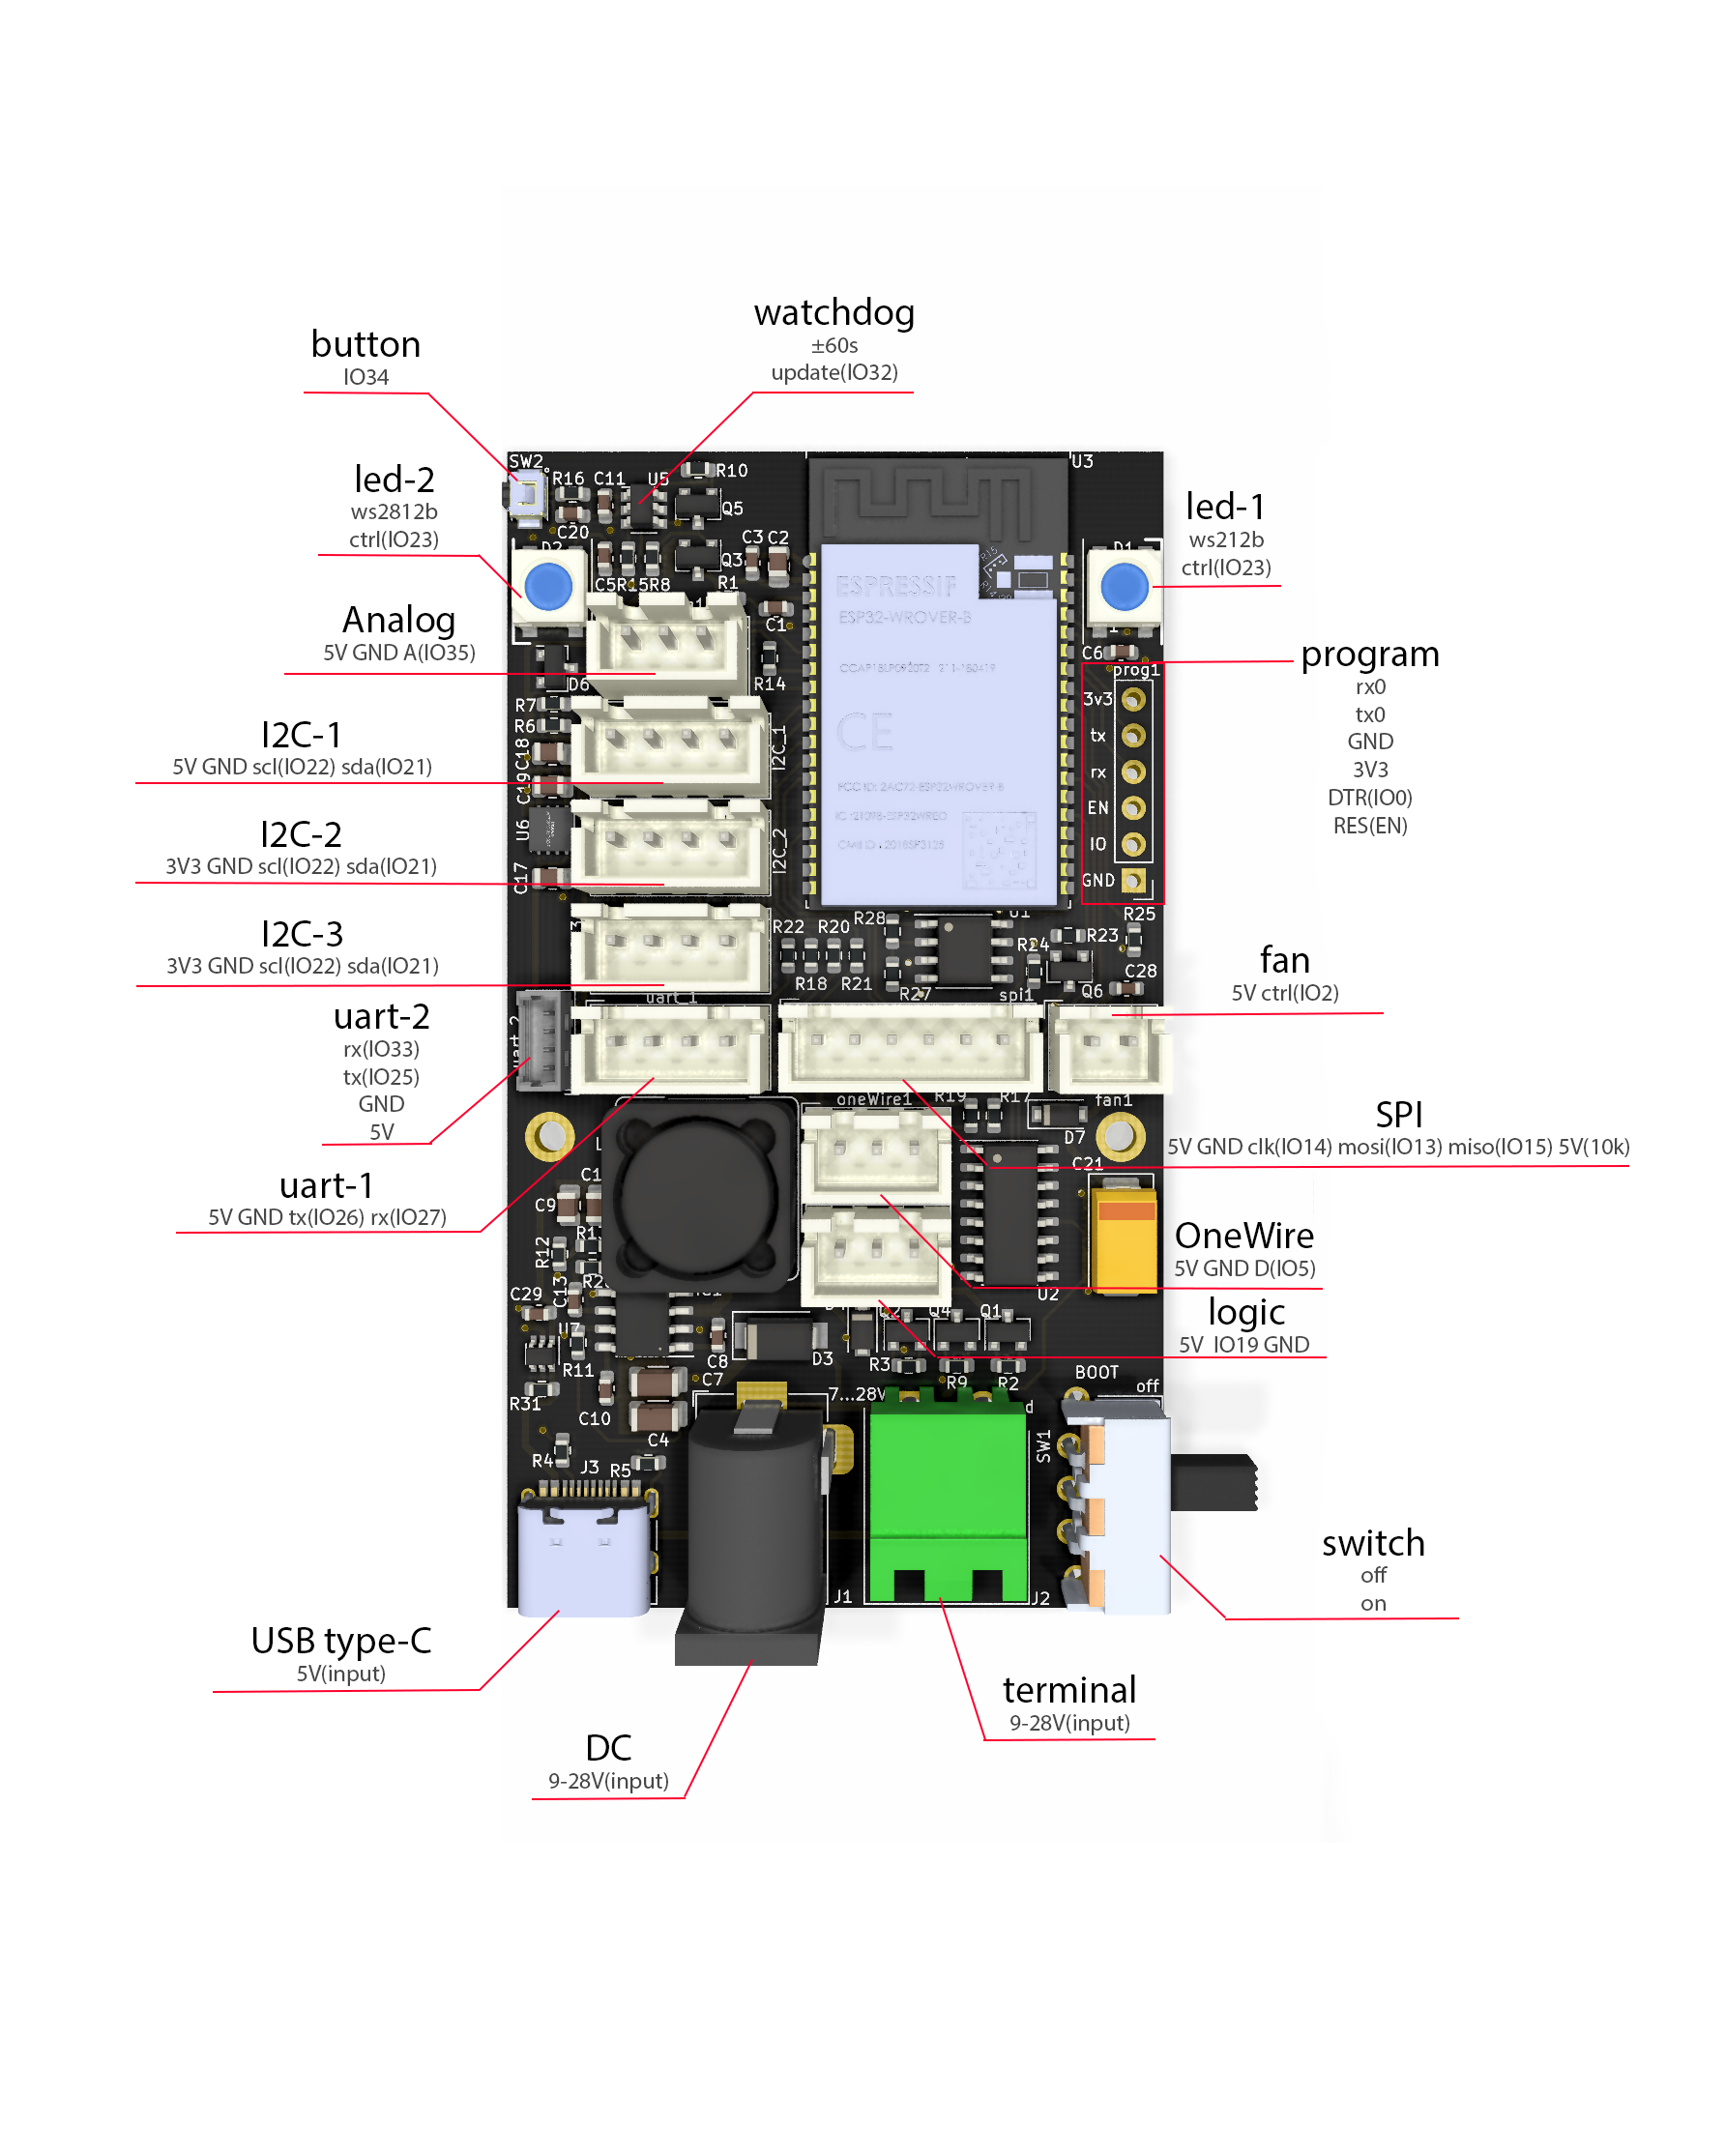 watchdog
±60s
update(IO32)
button
IO34
led-2
ws2812b
ctrl(IO23)
led-1
ws212b
ctrl(IO23)
Analog
5V GND A(IO35)
program
rx0
tx0
GND
3V3
DTR(IO0)
RES(EN)
I2C-1
5V GND scl(IO22) sda(IO21)
I2C-2
3V3 GND scl(IO22) sda(IO21)
I2C-3
3V3 GND scl(IO22) sda(IO21)
fan
5V ctrl(IO2)
uart-2
rx(IO33)
tx(IO25)
GND
5V
SPI
5V GND clk(IO14) mosi(IO13) miso(IO15) 5V(10k)
uart-1
5V GND tx(IO26) rx(IO27)
OneWire
5V GND D(IO5)
logic
5V IO19 GND
switch
off
on
USB type-C
5V(input)
terminal
9-28V(input)
DC
9-28V(input)
SW2
R16
C11
U5
R10
U3
C20
Q5
D2
C5
R15
R8
Q3
C3
C2
R1
D1
C1
R14
C6
D6
prog1
3v3
tx
rx
EN
IO
GND
ESPRESSIF
ESP32-WROVER-B
CE
R7
R6
C18
C19
U6
C17
I2C_1
I2C_2
R22
R20
R18
R21
R28
R27
U1
R24
R23
R25
C28
Q6
uart_1
spi1
fan1
oneWire1
R19
R17
D7
C21
U2
C9
R12
C13
C29
U7
R11
R31
C10
C8
C7
C4
D3
Q4
Q1
R3
R9
R2
BOOT
off
SW1
7...28V
R4
J3
R5
J1
J2